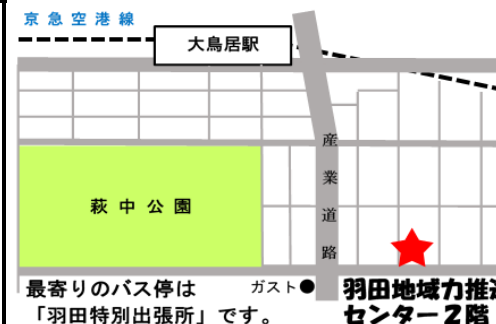 京急空港線
大鳥居駅
産業道路
萩中公園
ガスト
羽田地域力推進
センター2階
最寄りのバス停は
「羽田特別出張所」です。